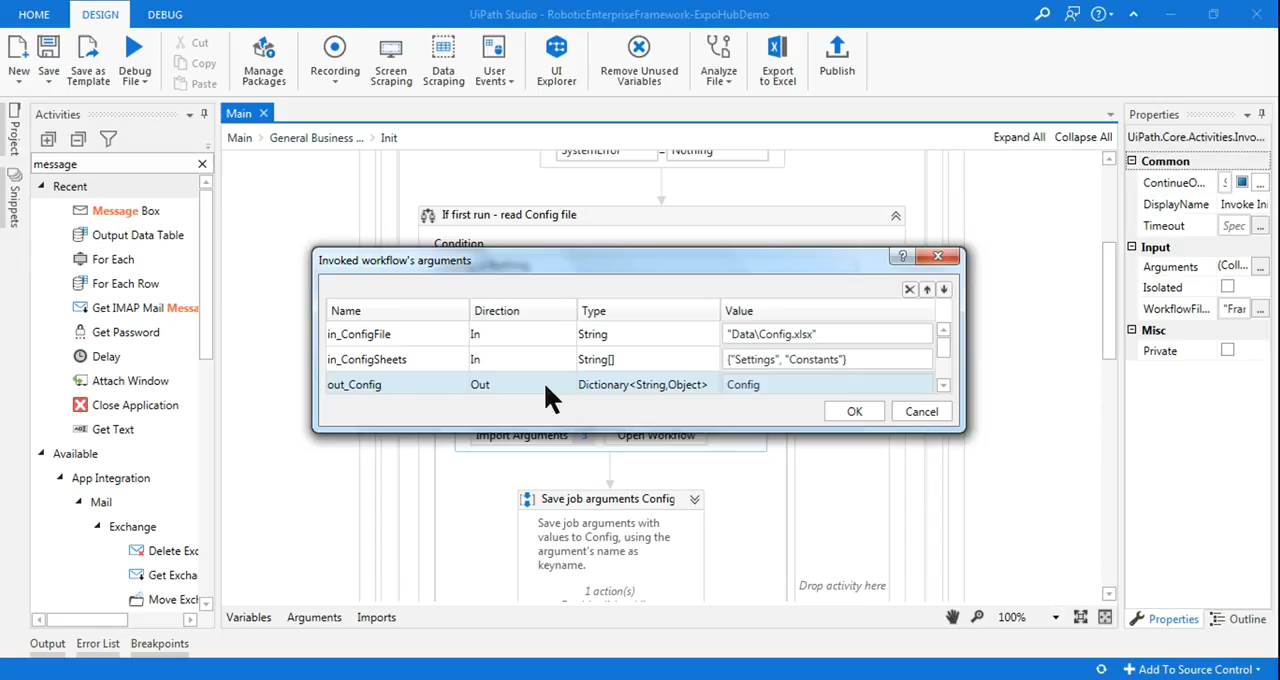 HOME DESIGN DEBUG UiPath Studio - RoboticEnterpriseFramework-ExpoHubDemo
New Save Save as Template Debug File Cut Copy Paste Manage Packages Recording Screen Scraping Data Scraping User Events UI Explorer Remove Unused Variables Analyze File Export to Excel Publish
Project
Snippets
Activities
message
Recent
Message Box
Output Data Table
For Each
For Each Row
Get IMAP Mail Messa
Get Password
Delay
Attach Window
Close Application
Get Text
Available
App Integration
Mail
Exchange
Delete Exc
Get Excha
Move Exch
Main
Main > General Business ... > Init Expand All Collapse All
SystemError = Nothing
If first run - read Config file
Condition
Invoked workflow's arguments
Name Direction Type Value
in_ConfigFile In String "Data\Config.xlsx"
in_ConfigSheets In String[] {"Settings", "Constants"}
out_Config Out Dictionary<String,Object> Config
OK Cancel
Import Arguments 3 Open Workflow
Save job arguments Config
Save job arguments with
values to Config, using the
argument's name as
keyname.
1 action(s)
Drop activity here
Variables Arguments Imports 100%
Properties
UiPath.Core.Activities.Invo...
Common
ContinueO... ...
DisplayName Invoke Ini
Timeout Spec ...
Input
Arguments (Coll... ...
Isolated
WorkflowFil... "Fran ...
Misc
Private
Properties Outline
Output Error List Breakpoints
Add To Source Control